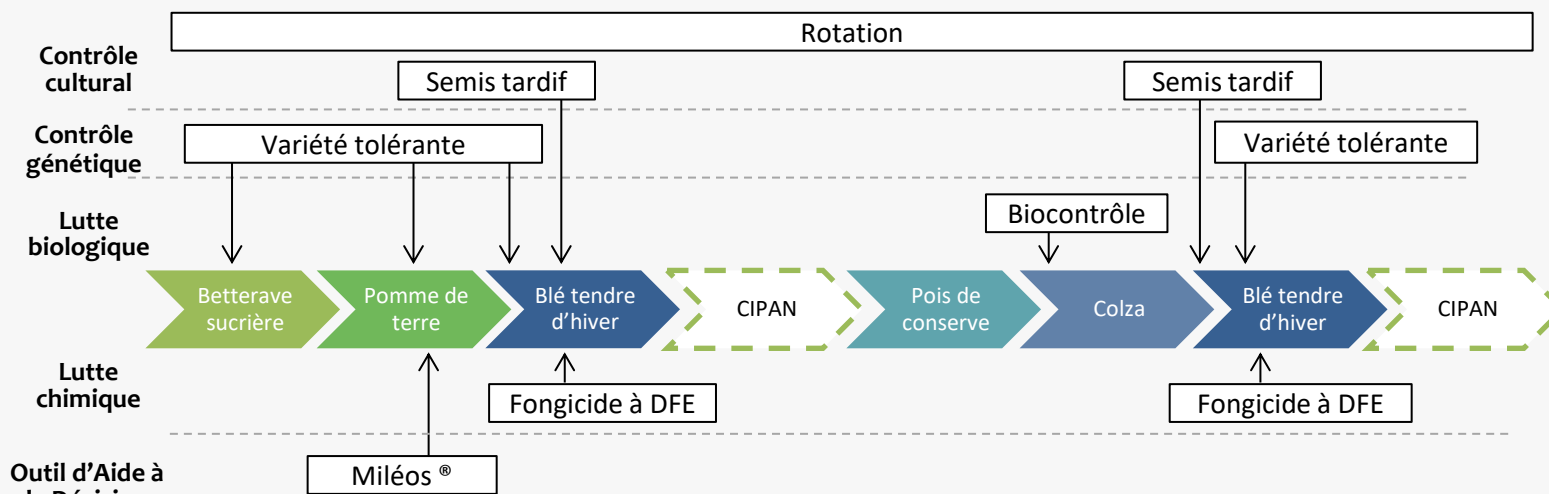 Rotation
Contrôle
cultural
Semis tardif
Semis tardif
Contrôle
génétique
Variété tolérante
Variété tolérante
Lutte
biologique
Biocontrôle
Betterave
sucrière
Pomme de
terre
Blé tendre
d'hiver
CIPAN
Pois de
conserve
Colza
Blé tendre
d'hiver
CIPAN
Lutte
chimique
Fongicide à DFE
Fongicide à DFE
Outil d'Aide à
Miléos ®